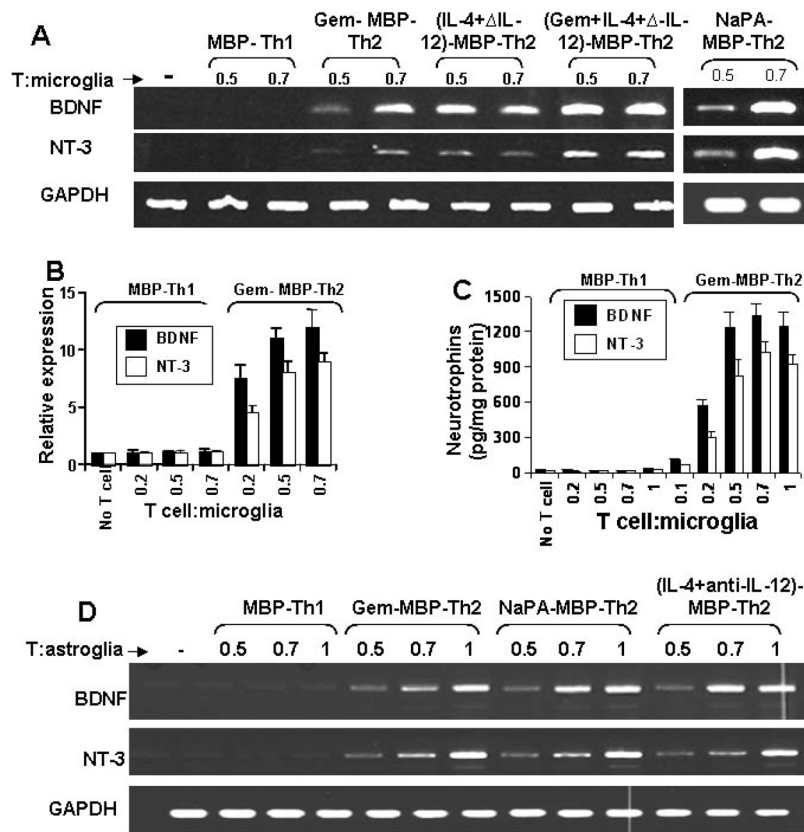 A
MBP- Th1
Gem- MBP-
Th2
(IL-4+ΔIL-
12)-MBP-Th2
(Gem+IL-4+Δ-IL-
12)-MBP-Th2
NaPA-
MBP-Th2
T:microglia - 0.5 0.7 0.5 0.7 0.5 0.7 0.5 0.7 0.5 0.7
BDNF
NT-3
GAPDH
B
MBP-Th1 Gem- MBP-Th2
BDNF
NT-3
Relative expression
15
10
5
0
No T cell 0.2 0.5 0.7 0.2 0.5 0.7
T cell:microglia
C
MBP-Th1 Gem-MBP-Th2
BDNF
NT-3
Neurotrophins
(pg/mg protein)
1500
1200
900
600
300
0
No T cell 0.2 0.5 0.7 1 0.1 0.2 0.5 0.7 1
T cell:microglia
D
MBP-Th1 Gem-MBP-Th2 NaPA-MBP-Th2
(IL-4+anti-IL-12)-
MBP-Th2
T:astroglia - 0.5 0.7 1 0.5 0.7 1 0.5 0.7 1 0.5 0.7 1
BDNF
NT-3
GAPDH